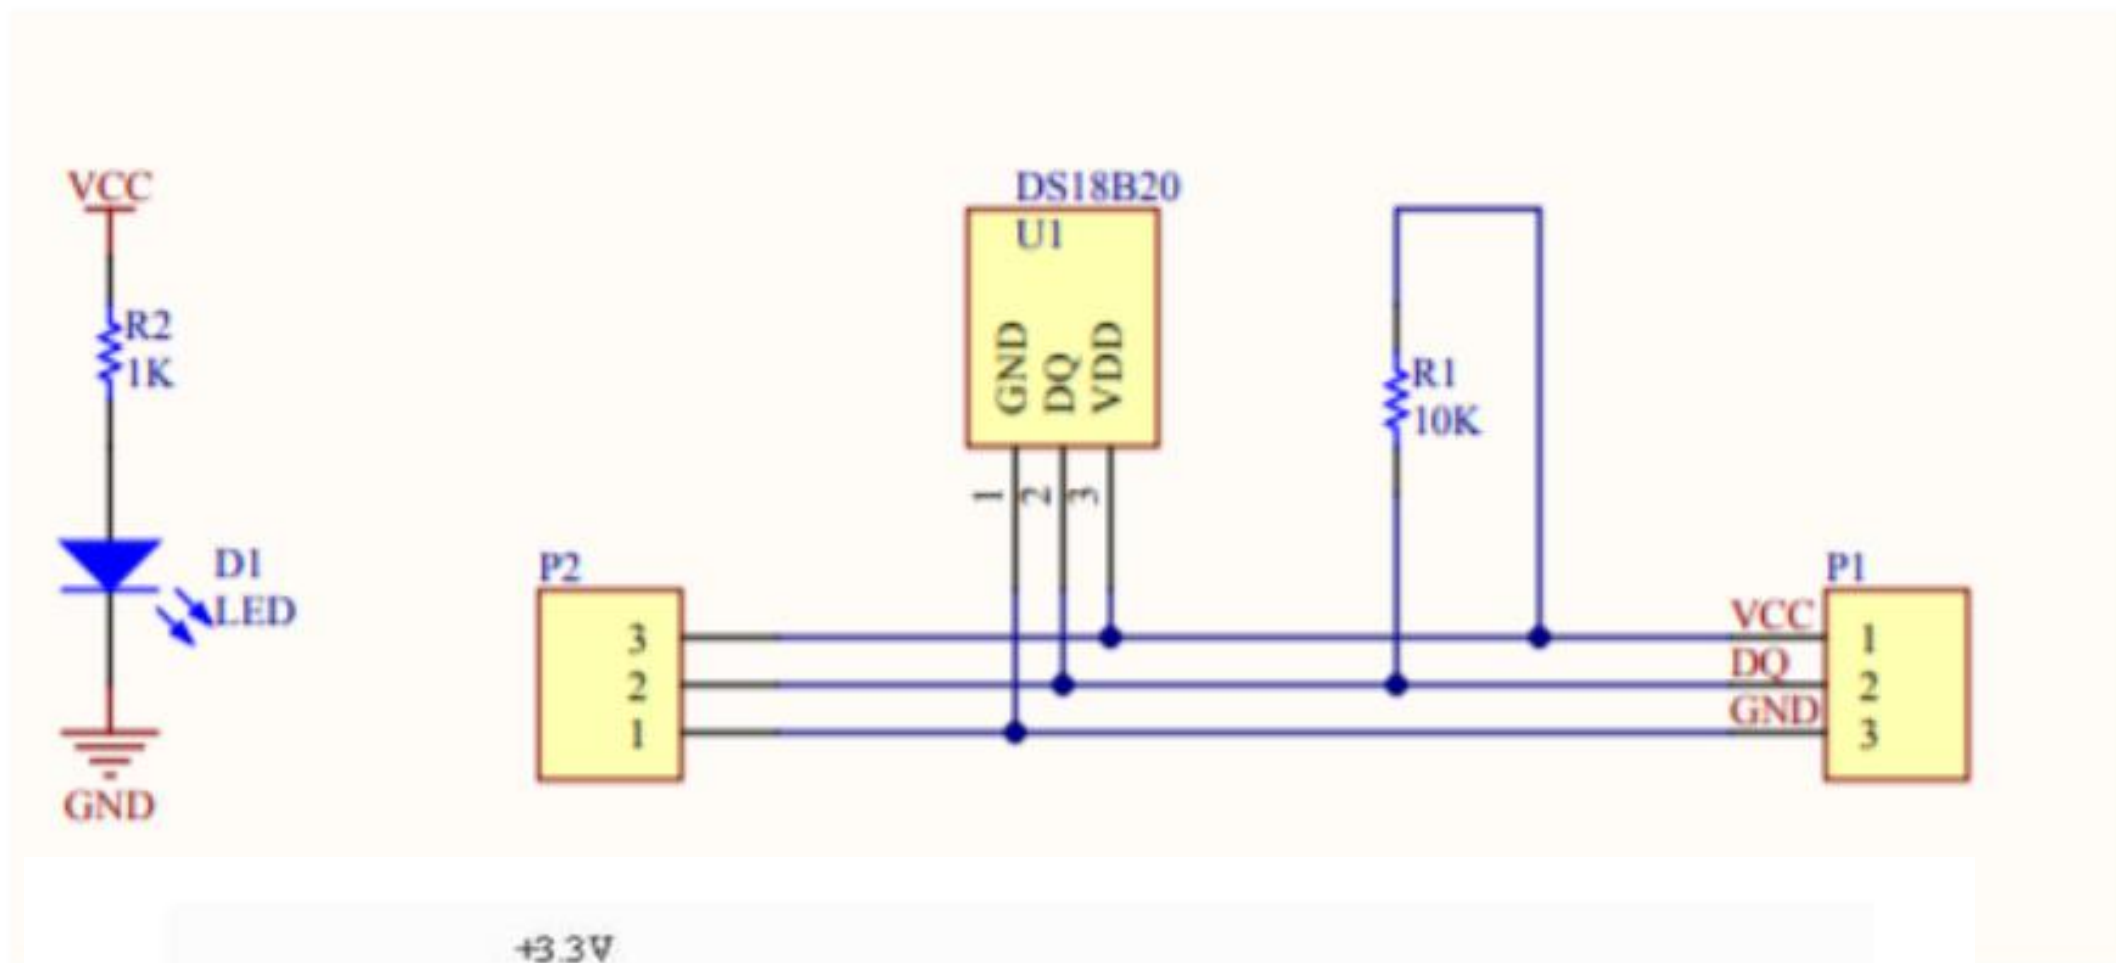 VCC
R2
1K
D1
LED
GND
DS18B20
U1
GND
DQ
VDD
1
2
3
R1
10K
P2
3
2
1
P1
VCC
DQ
GND
1
2
3
+3.3V